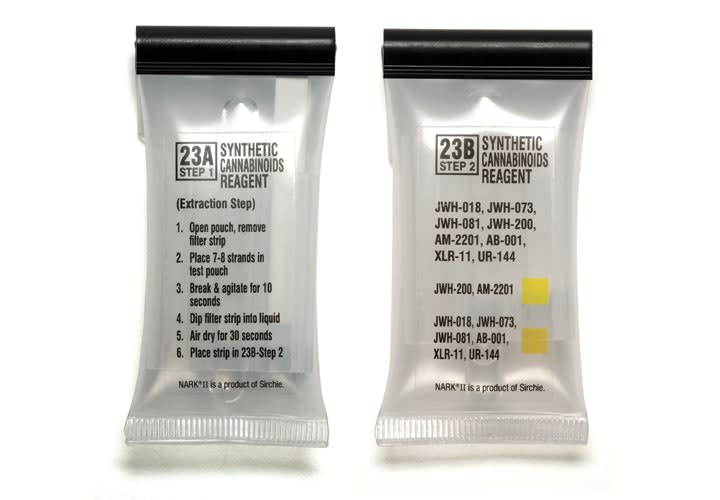 23A
STEP 1
SYNTHETIC
CANNABINOIDS
REAGENT
(Extraction Step)
1. Open pouch, remove
filter strip
2. Place 7-8 strands in
test pouch
3. Break & agitate for 10
seconds
4. Dip filter strip into liquid
5. Air dry for 30 seconds
6. Place strip in 23B-Step 2
NARK®II is a product of Sirchie.
23B
STEP 2
SYNTHETIC
CANNABINOIDS
REAGENT
JWH-018, JWH-073,
JWH-081, JWH-200,
AM-2201, AB-001,
XLR-11, UR-144
JWH-200, AM-2201
JWH-018, JWH-073,
JWH-081, AB-001,
XLR-11, UR-144
NARK®II is a product of Sirchie.